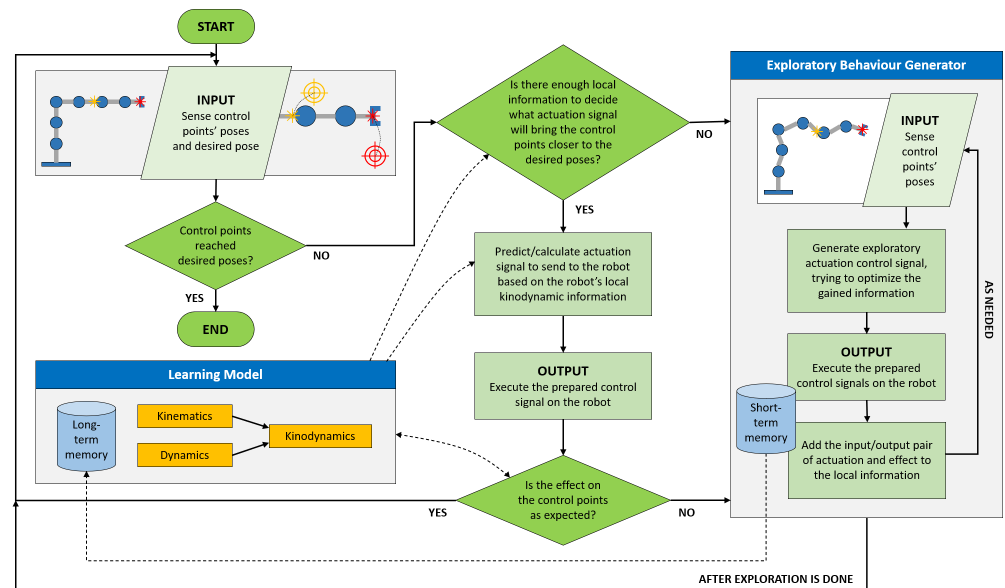 START
INPUT
Sense control
points' poses
and desired pose
Control points
reached
desired poses?
NO
YES
END
Is there enough local
information to decide
what actuation signal
will bring the control
points closer to the
desired poses?
NO
YES
Predict/calculate actuation
signal to send to the robot
based on the robot's local
kinodynamic information
OUTPUT
Execute the prepared control
signal on the robot
Is the effect on
the control points
as expected?
YES
NO
Learning Model
Long-
term
memory
Kinematics
Dynamics
Kinodynamics
Exploratory Behaviour Generator
INPUT
Sense
control
points'
poses
Generate exploratory
actuation control signal,
trying to optimize the
gained information
OUTPUT
Execute the prepared
control signals on the robot
Short-
term
memory
Add the input/output pair
of actuation and effect to
the local information
AS NEEDED
AFTER EXPLORATION IS DONE